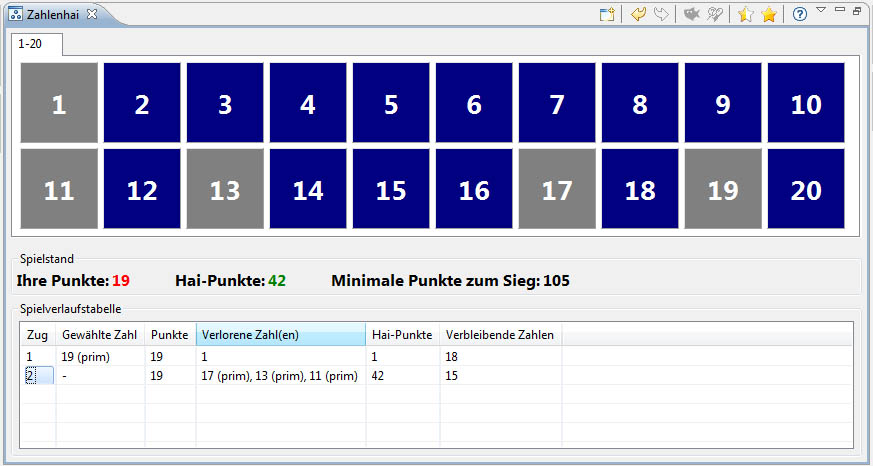 Zahlenhai
1-20
1 2 3 4 5 6 7 8 9 10
11 12 13 14 15 16 17 18 19 20
Spielstand
Ihre Punkte: 19 Hai-Punkte: 42 Minimale Punkte zum Sieg: 105
Spielverlaufstabelle
Zug Gewählte Zahl Punkte Verlorene Zahl(en) Hai-Punkte Verbleibende Zahlen
1 19 (prim) 19 1 1 18
2 - 19 17 (prim), 13 (prim), 11 (prim) 42 15